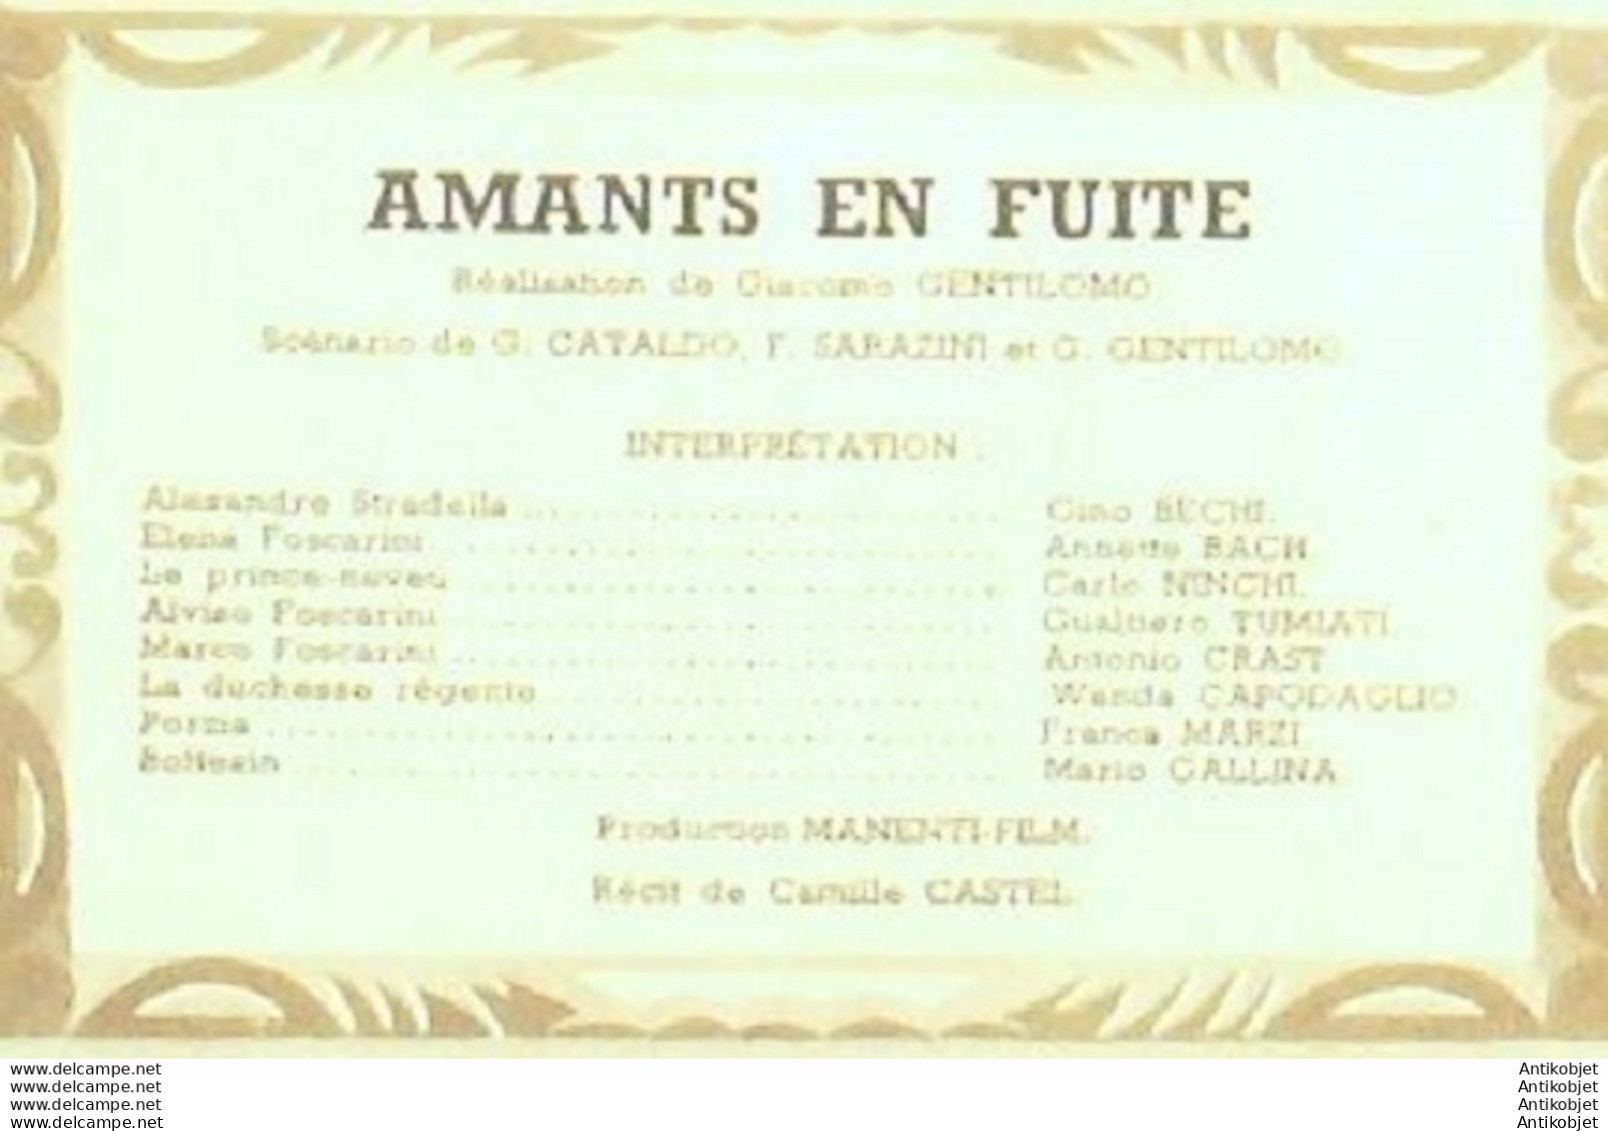 AMANTS EN FUITE
Réalisation de Giacomo GENTILOMO
Scénario de G. CATALDO, F. SARAZINI et G. GENTILOMO.
INTERPRÉTATION :
Alexandre Stradella .......... Gino BECHI.
Elena Foscarini .......... Annette BACH
Le prince-neveu .......... Carlo NINCHI.
Alviso Foscarini .......... Gualtiero TUMIATI.
Marco Foscarini .......... Antonio CRAST
La duchesse régente .......... Wanda CAPODAGLIO
.......... Franca MARZI
.......... Mario GALLINA
Production MANENTI-FILM.
Récit de Camille CASTEL.
www.delcampe.net Antikobjet
www.delcampe.net Antikobjet
www.delcampe.net Antikobjet
www.delcampe.net Antikobjet